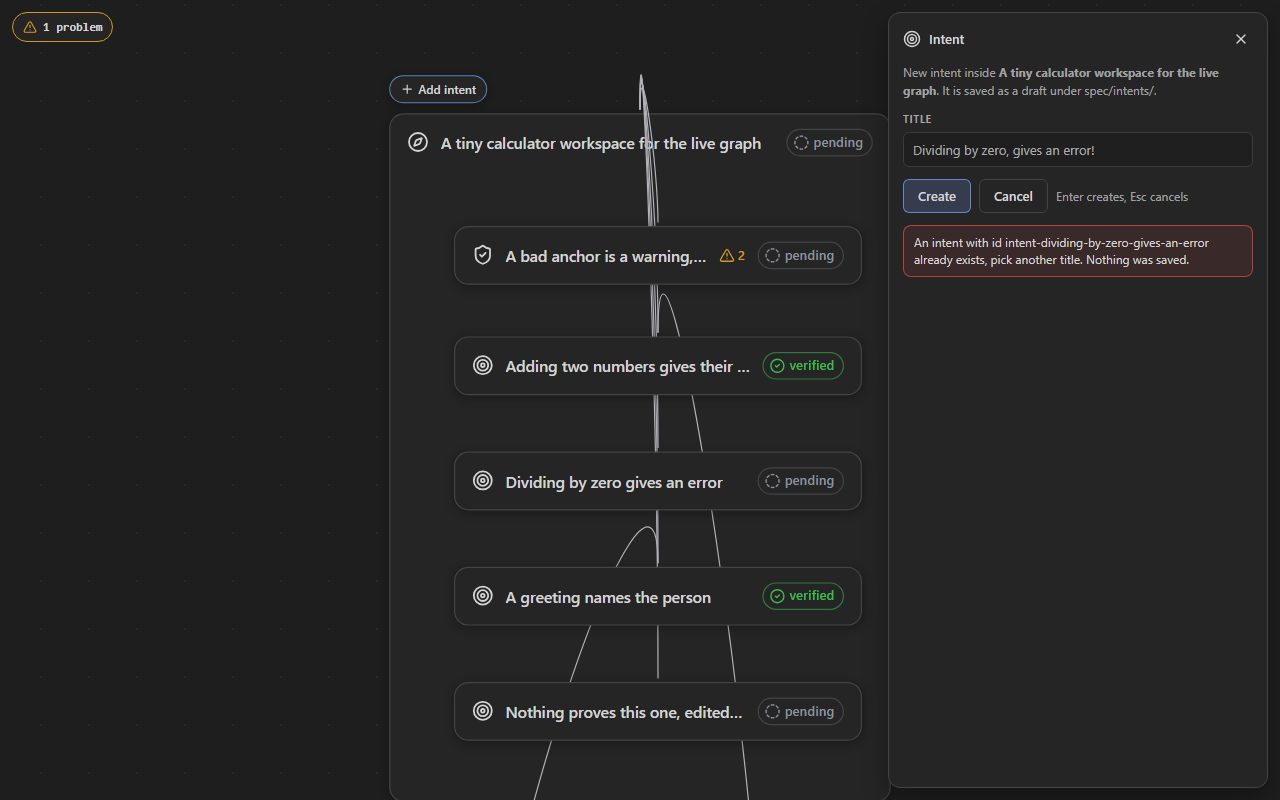 1 problem
Add intent
A tiny calculator workspace for the live graph
pending
A bad anchor is a warning,...
2
pending
Adding two numbers gives their ...
verified
Dividing by zero gives an error
pending
A greeting names the person
verified
Nothing proves this one, edited...
pending
Intent
New intent inside A tiny calculator workspace for the live
graph. It is saved as a draft under spec/intents/.
TITLE
Dividing by zero, gives an error!
Create
Cancel
Enter creates, Esc cancels
An intent with id intent-dividing-by-zero-gives-an-error
already exists, pick another title. Nothing was saved.